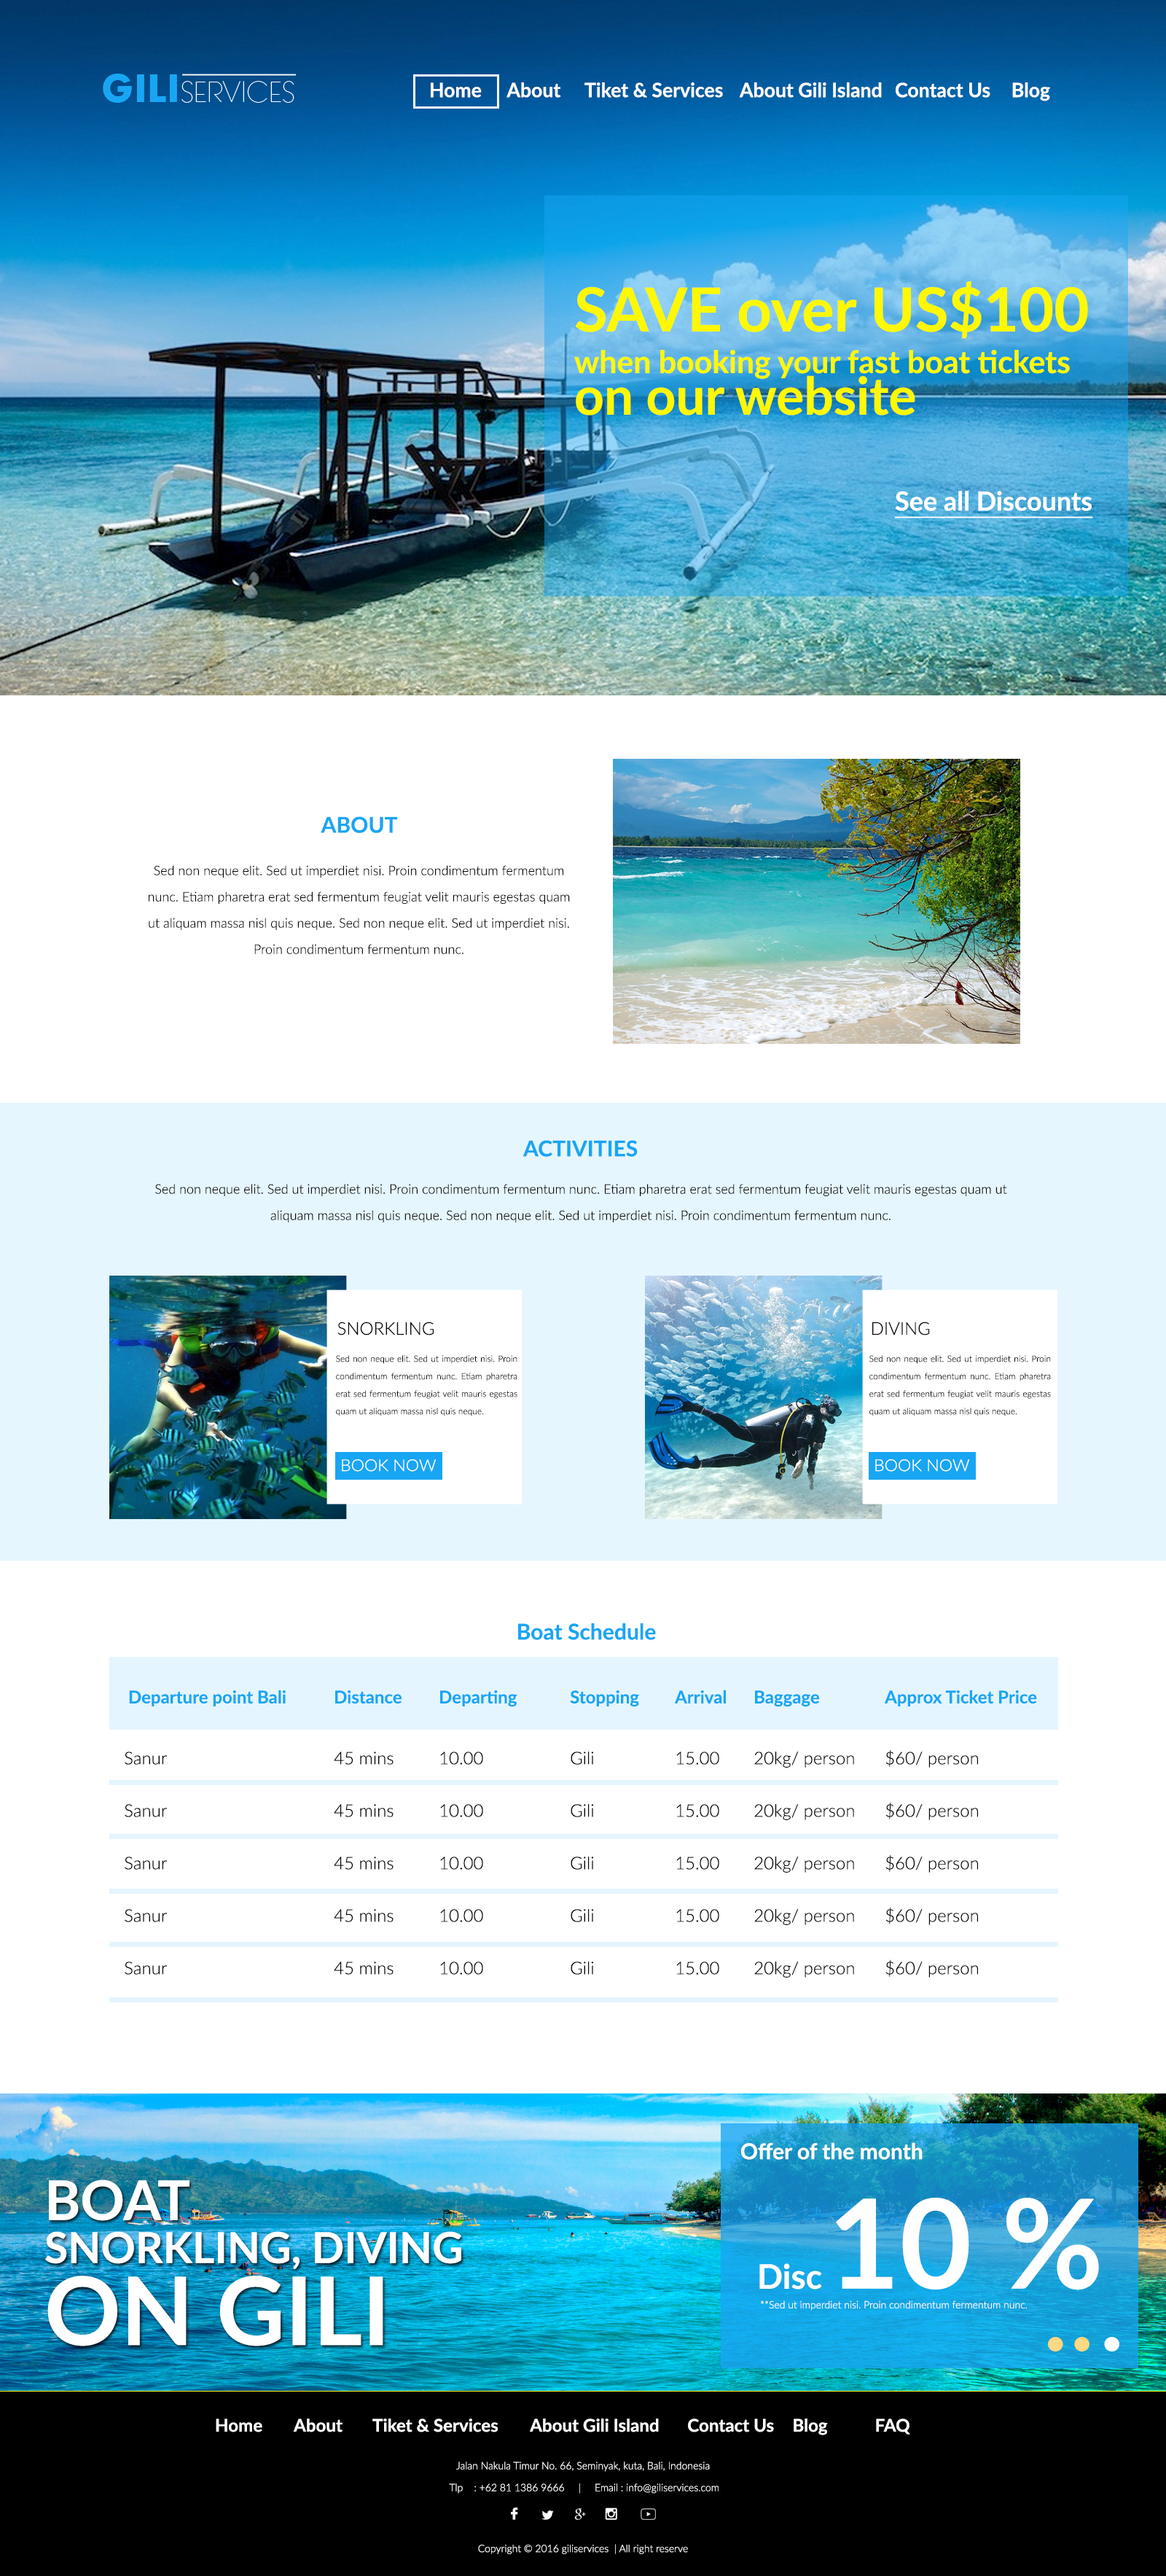 GILISERVICES
Home About Tiket & Services About Gili Island Contact Us Blog
SAVE over US$100
when booking your fast boat tickets
on our website
See all Discounts
ABOUT
Sed non neque elit. Sed ut imperdiet nisi. Proin condimentum fermentum
nunc. Etiam pharetra erat sed fermentum feugiat velit mauris egestas quam
ut aliquam massa nisl quis neque. Sed non neque elit. Sed ut imperdiet nisi.
Proin condimentum fermentum nunc.
ACTIVITIES
Sed non neque elit. Sed ut imperdiet nisi. Proin condimentum fermentum nunc. Etiam pharetra erat sed fermentum feugiat velit mauris egestas quam ut
aliquam massa nisl quis neque. Sed non neque elit. Sed ut imperdiet nisi. Proin condimentum fermentum nunc.
SNORKLING
Sed non neque elit. Sed ut imperdiet nisi. Proin
condimentum fermentum nunc. Etiam pharetra
erat sed fermentum feugiat velit mauris egestas
quam ut aliquam massa nisl quis neque.
BOOK NOW
DIVING
Sed non neque elit. Sed ut imperdiet nisi. Proin
condimentum fermentum nunc. Etiam pharetra
erat sed fermentum feugiat velit mauris egestas
quam ut aliquam massa nisl quis neque.
BOOK NOW
Boat Schedule
Departure point Bali Distance Departing Stopping Arrival Baggage Approx Ticket Price
Sanur 45 mins 10.00 Gili 15.00 20kg/ person $60/ person
Sanur 45 mins 10.00 Gili 15.00 20kg/ person $60/ person
Sanur 45 mins 10.00 Gili 15.00 20kg/ person $60/ person
Sanur 45 mins 10.00 Gili 15.00 20kg/ person $60/ person
Sanur 45 mins 10.00 Gili 15.00 20kg/ person $60/ person
BOAT
SNORKLING, DIVING
ON GILI
Offer of the month
Disc 10 %
**Sed ut imperdiet nisi. Proin condimentum fermentum nunc.
Home About Tiket & Services About Gili Island Contact Us Blog FAQ
Jalan Nakula Timur No. 66, Seminyak, kuta, Bali, Indonesia
Tlp : +62 81 1386 9666 | Email : info@giliservices.com
Copyright © 2016 giliservices | All right reserve